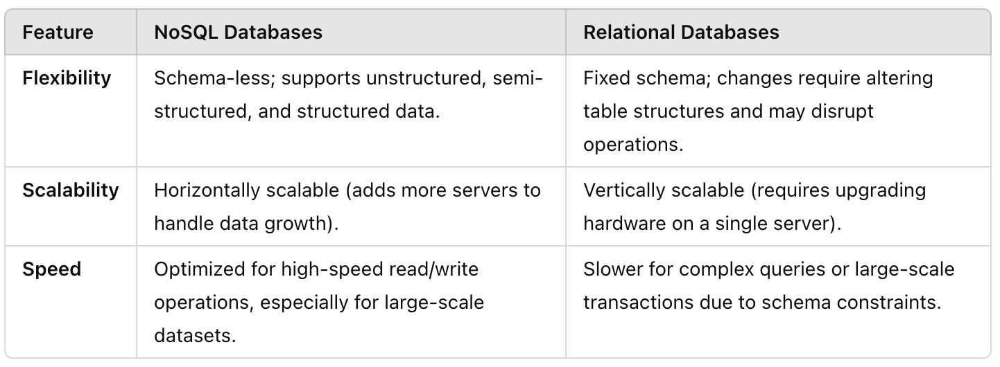 Feature NoSQL Databases Relational Databases
Flexibility Schema-less; supports unstructured, semi- Fixed schema; changes require altering
structured, and structured data. table structures and may disrupt
operations.
Scalability Horizontally scalable (adds more servers to Vertically scalable (requires upgrading
handle data growth). hardware on a single server).
Speed Optimized for high-speed read/write Slower for complex queries or large-scale
operations, especially for large-scale transactions due to schema constraints.
datasets.